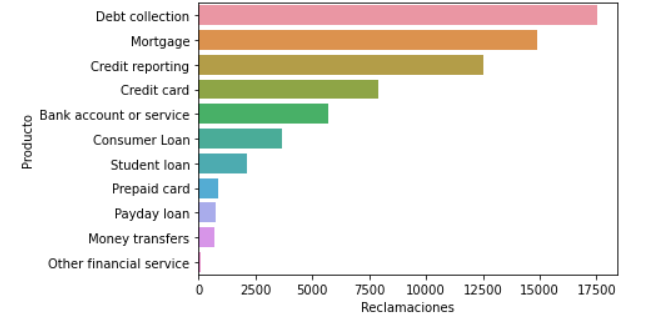 Debt collection
Mortgage
Credit reporting
Credit card
Bank account or service
Consumer Loan
Student loan
Prepaid card
Payday loan
Money transfers
Other financial service
Producto
0 2500 5000 7500 10000 12500 15000 17500
Reclamaciones